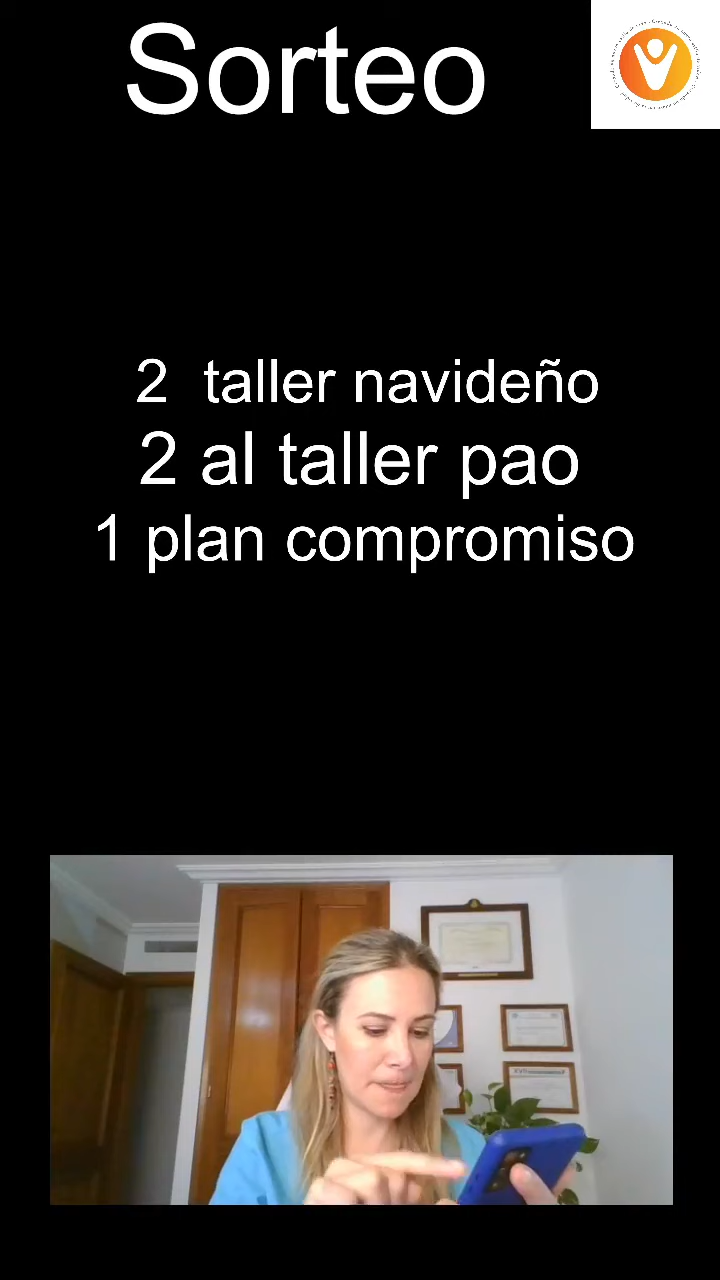 Sorteo
2 taller navideño
2 al taller pao
1 plan compromiso